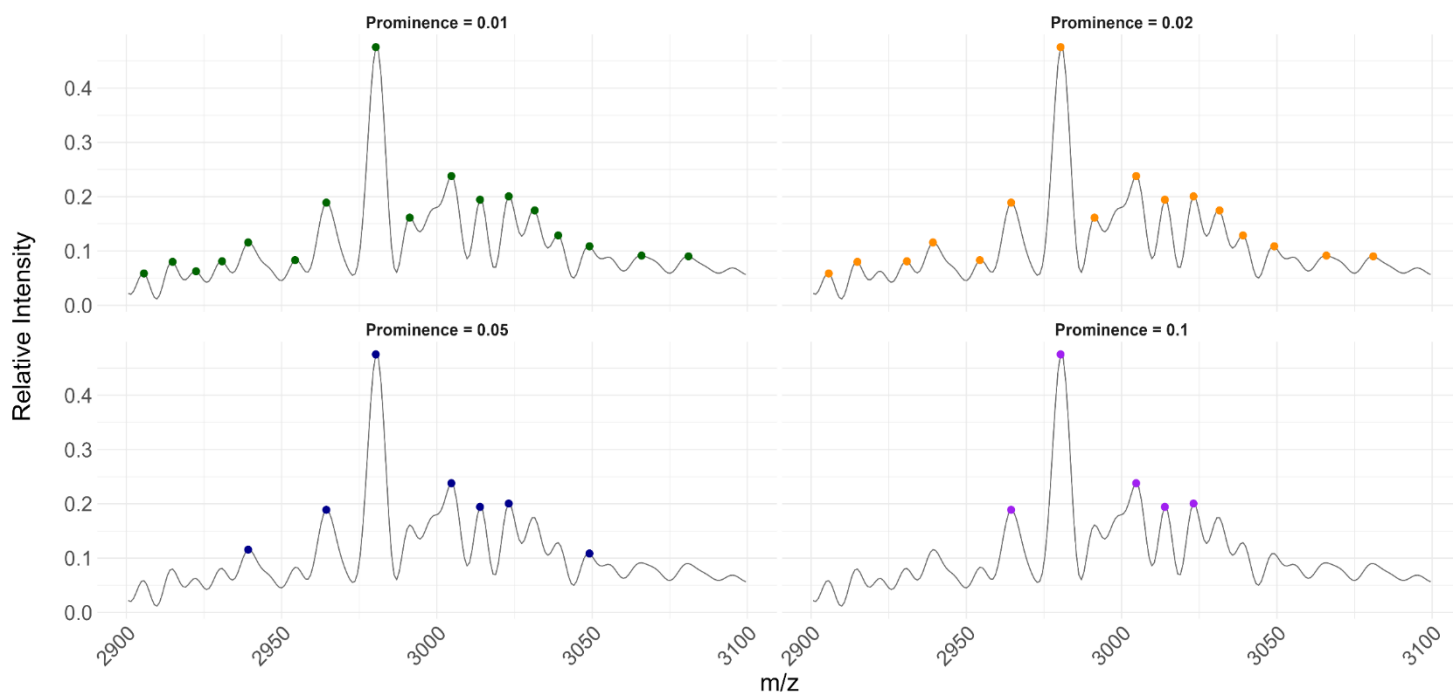 Prominence = 0.01
Prominence = 0.02
0.4
0.3
0.2
0.1
0.0
Relative Intensity
Prominence = 0.05
Prominence = 0.1
0.4
0.3
0.2
0.1
0.0
2900 2950 3000 3050 3100
2900 2950 3000 3050 3100
m/z